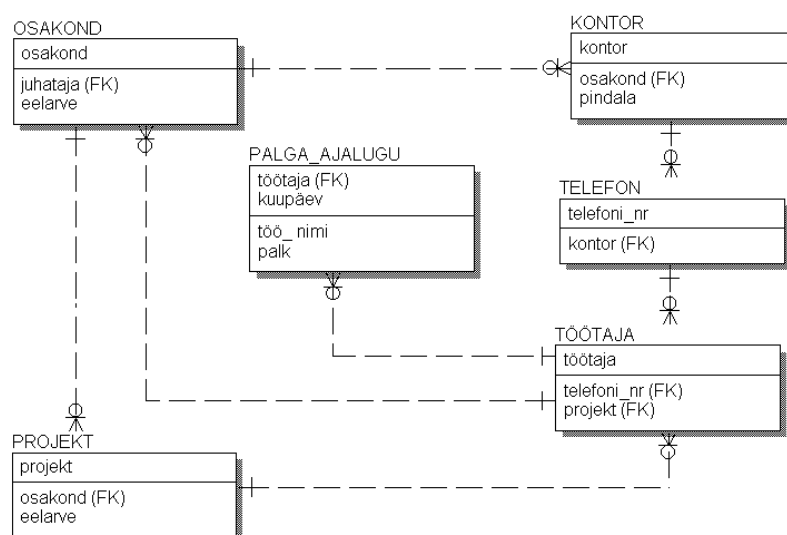 OSAKOND
osakond
juhataja (FK)
eelarve
KONTOR
kontor
osakond (FK)
pindala
PALGA_AJALUGU
töötaja (FK)
kuupäev
töö_ nimi
palk
TELEFON
telefoni_nr
kontor (FK)
TÖÖTAJA
töötaja
telefoni_nr (FK)
projekt (FK)
PROJEKT
projekt
osakond (FK)
eelarve